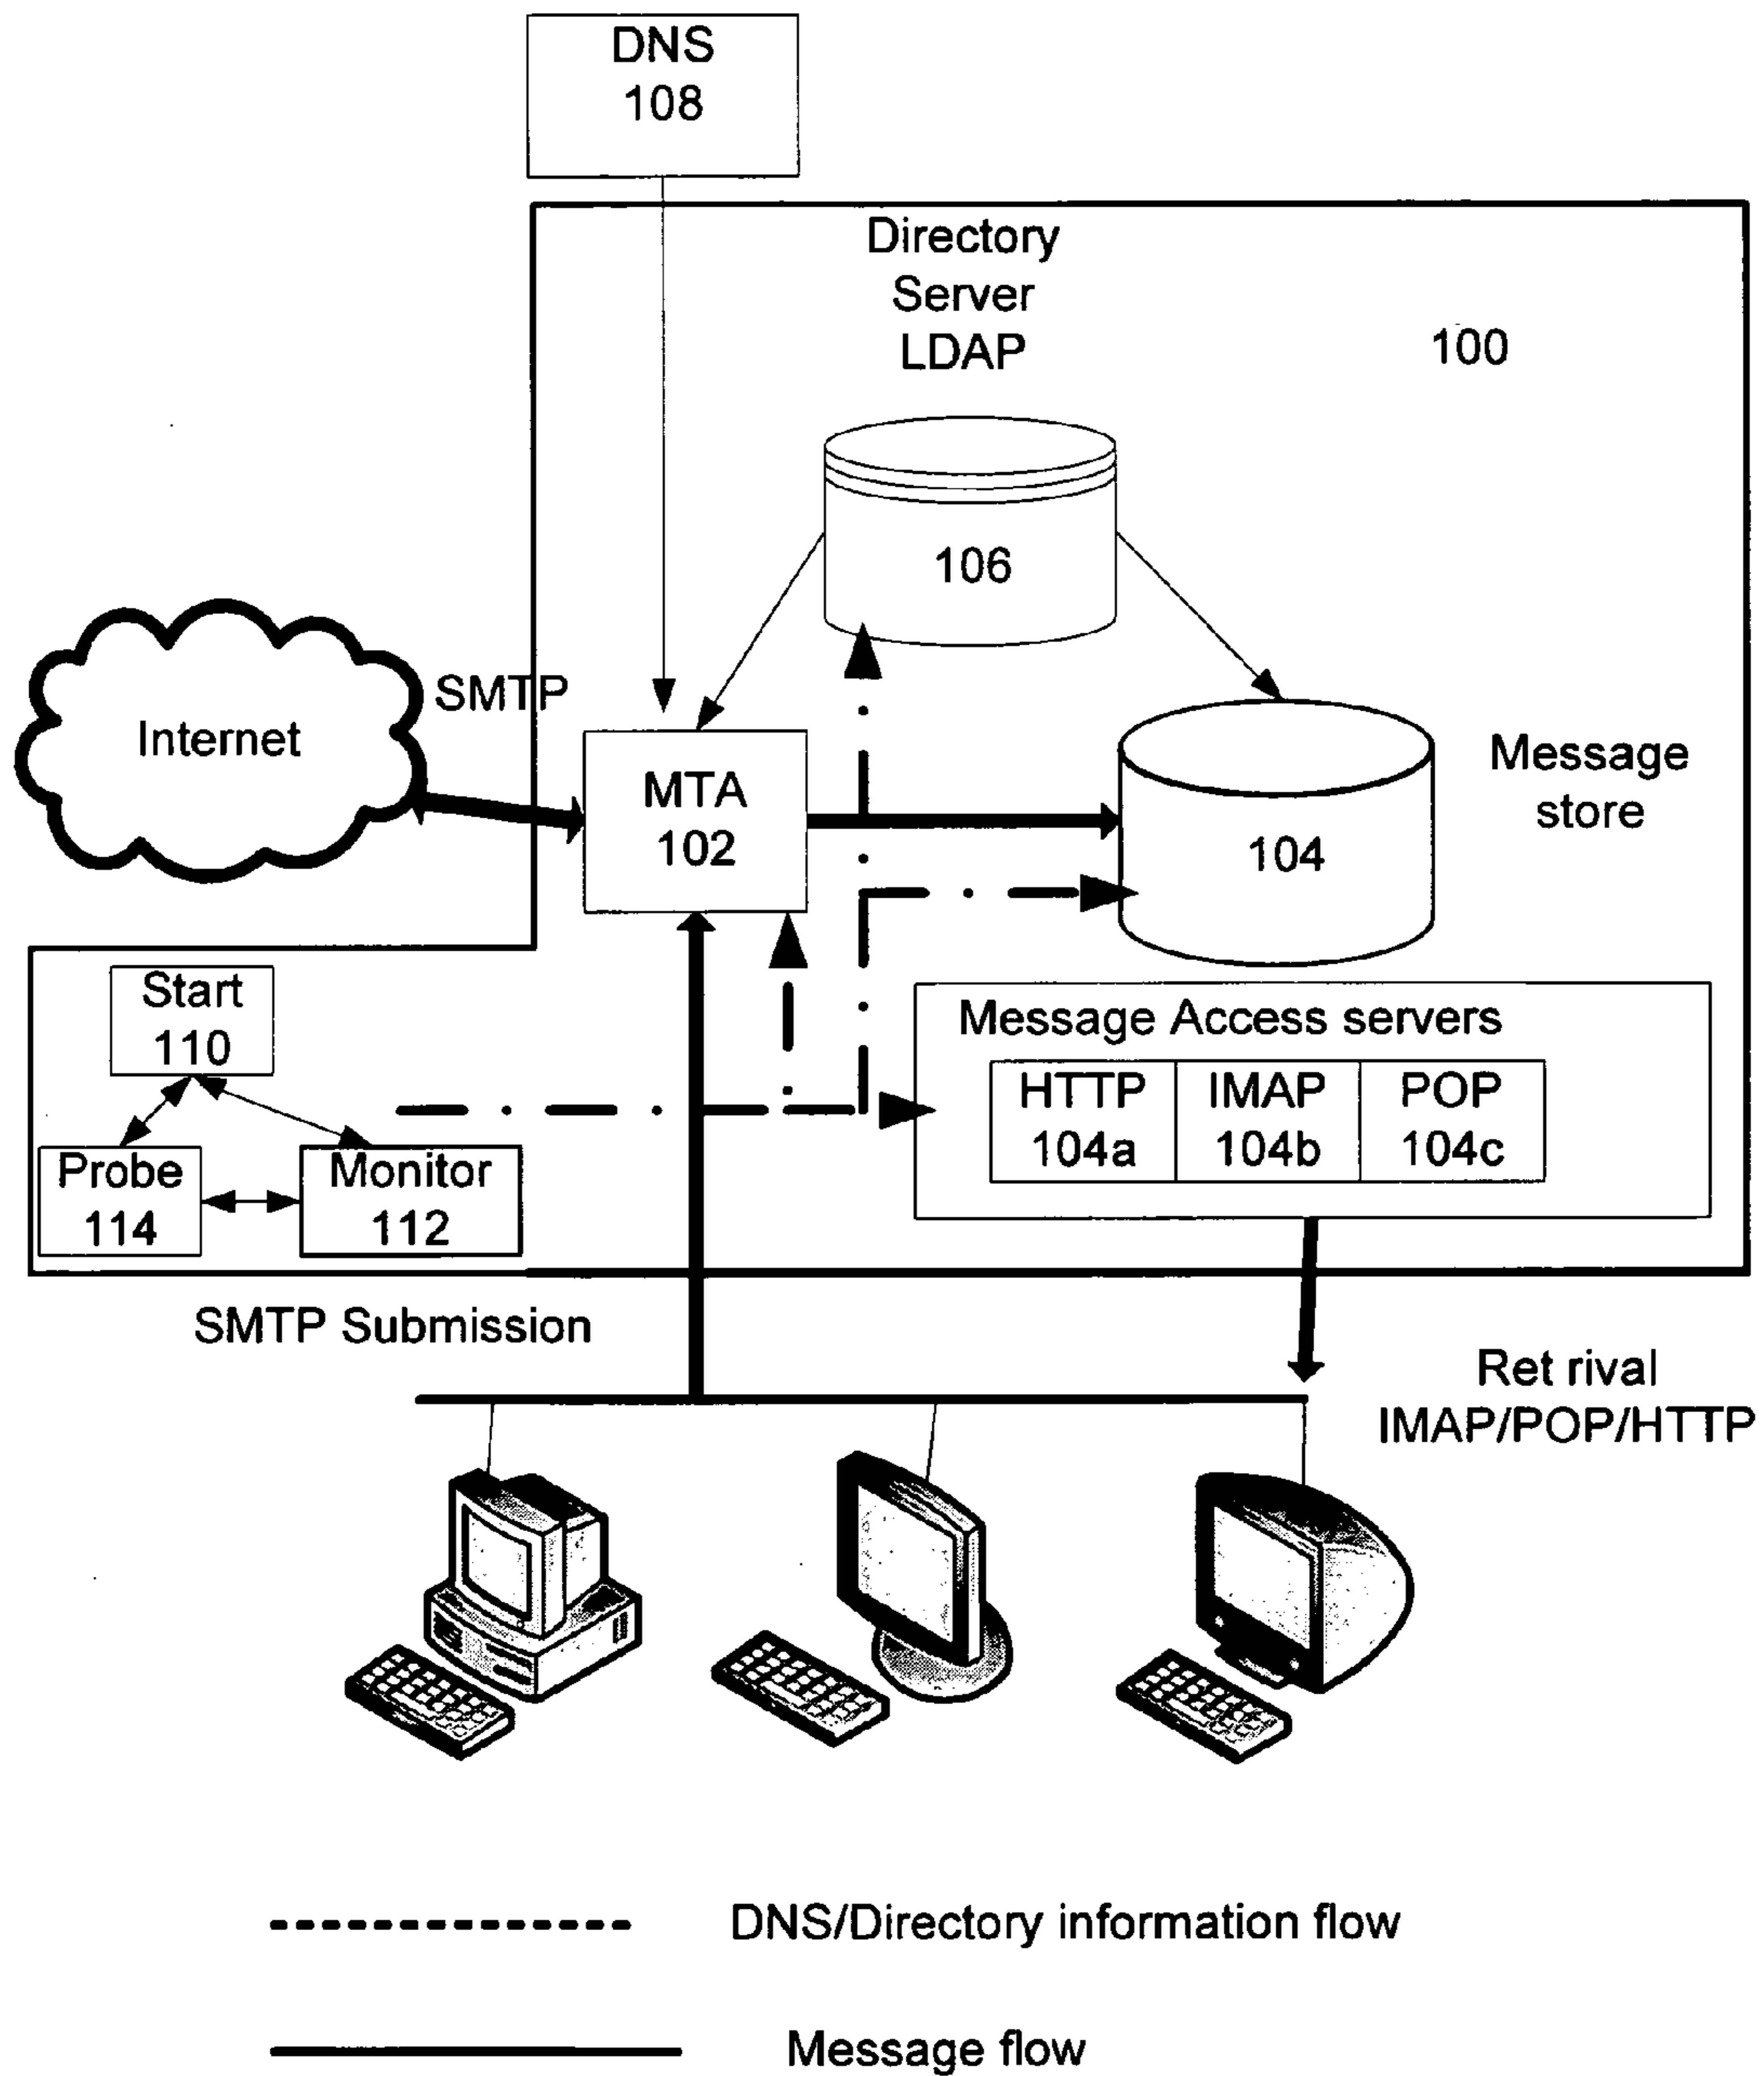 DNS
108
Directory
Server
LDAP
100
106
SMTP
Internet
MTA
102
Message
store
104
Start
110
Message Access servers
HTTP
104a
IMAP
104b
POP
104c
Probe
114
Monitor
112
SMTP Submission
Ret rival
IMAP/POP/HTTP
DNS/Directory information flow
Message flow